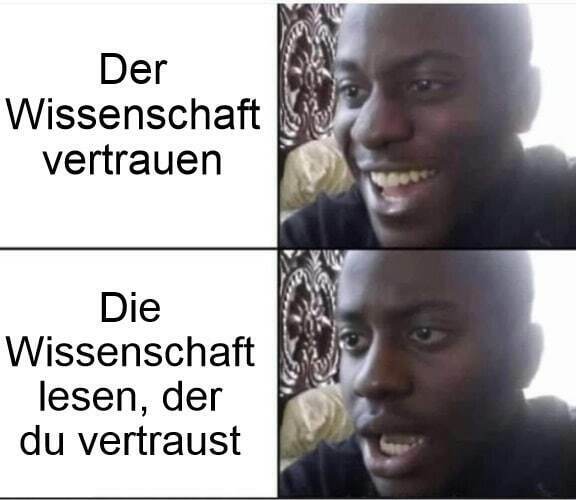 Der
Wissenschaft
vertrauen
Die
Wissenschaft
lesen, der
du vertraust